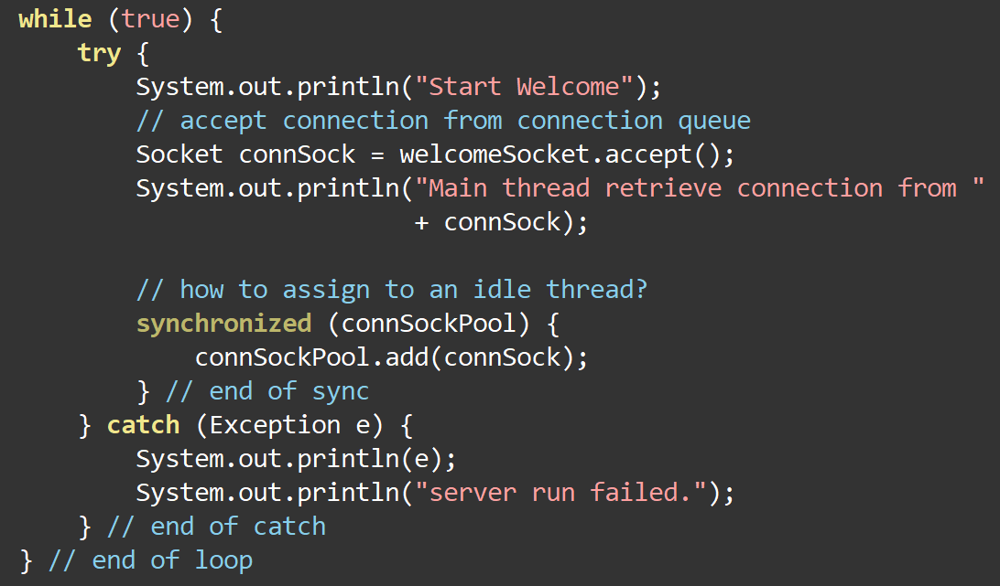 while (true) {
    try {
        System.out.println("Start Welcome");
        // accept connection from connection queue
        Socket connSock = welcomeSocket.accept();
        System.out.println("Main thread retrieve connection from "
                           + connSock);

        // how to assign to an idle thread?
        synchronized (connSockPool) {
            connSockPool.add(connSock);
        } // end of sync
    } catch (Exception e) {
        System.out.println(e);
        System.out.println("server run failed.");
    } // end of catch
} // end of loop